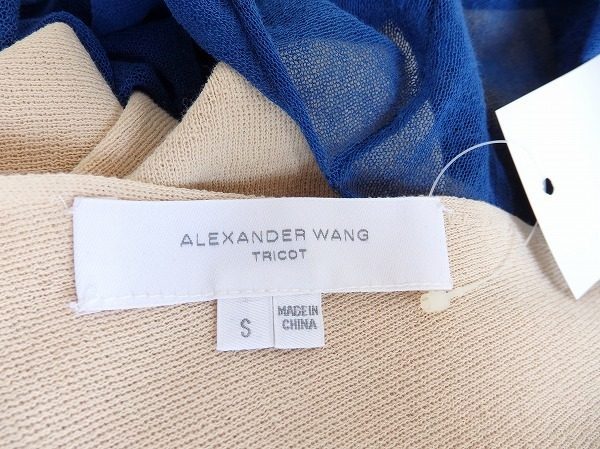 ALEXANDER WANG
TRICOT
S
MADE IN
CHINA